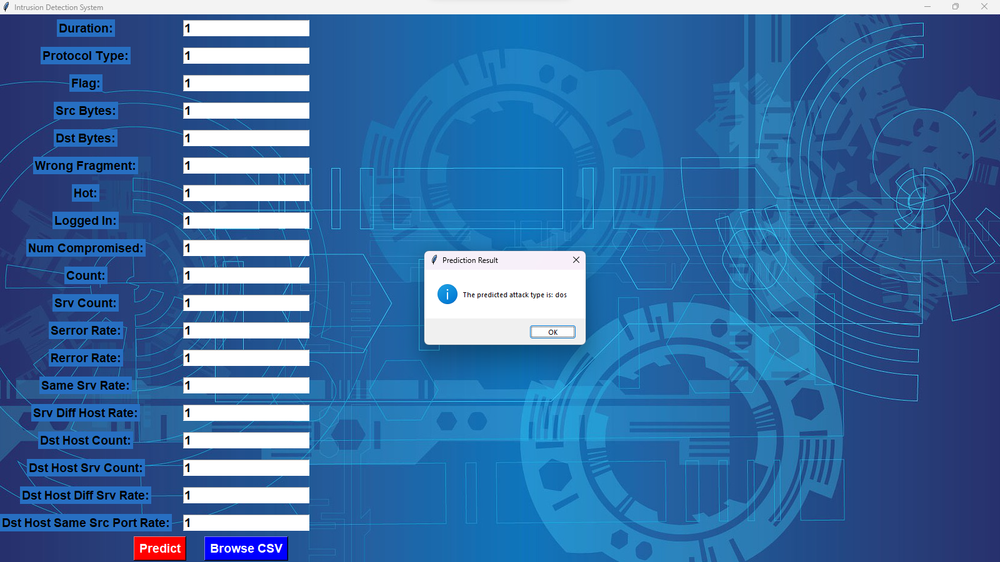 Intrusion Detection System
Duration: 1
Protocol Type: 1
Flag: 1
Src Bytes: 1
Dst Bytes: 1
Wrong Fragment: 1
Hot: 1
Logged In: 1
Num Compromised: 1
Count: 1
Srv Count: 1
Serror Rate: 1
Rerror Rate: 1
Same Srv Rate: 1
Srv Diff Host Rate: 1
Dst Host Count: 1
Dst Host Srv Count: 1
Dst Host Diff Srv Rate: 1
Dst Host Same Src Port Rate: 1
Predict Browse CSV
Prediction Result
The predicted attack type is: dos
OK